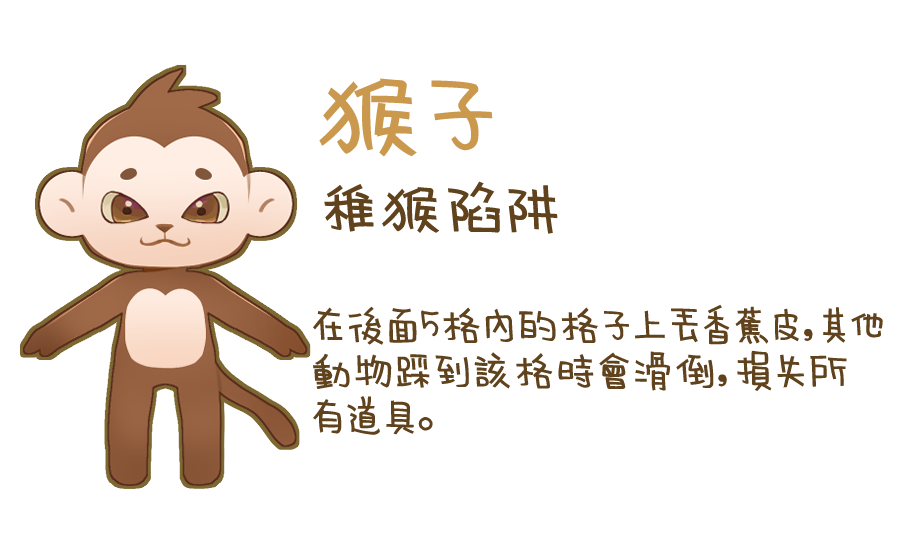 猴子
稚猴陷阱
在後面5格內的格子上丟香蕉皮,其他
動物踩到該格時會滑倒,損失所
有道具。